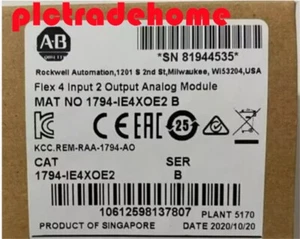 plctradehome
A-B
*SN 81944535*
Rockwell Automation,1201 S 2nd St,Milwaukee, WI53204,USA
Flex 4 Input 2 Output Analog Module
MAT NO 1794-IE4XOE2 B
25
KCC.REM-RAA-1794-AO
CAT SER
1794-IE4XOE2 B
10612598137807 PLANT 5170
PRODUCT OF SINGAPORE DATE 2020/10/20